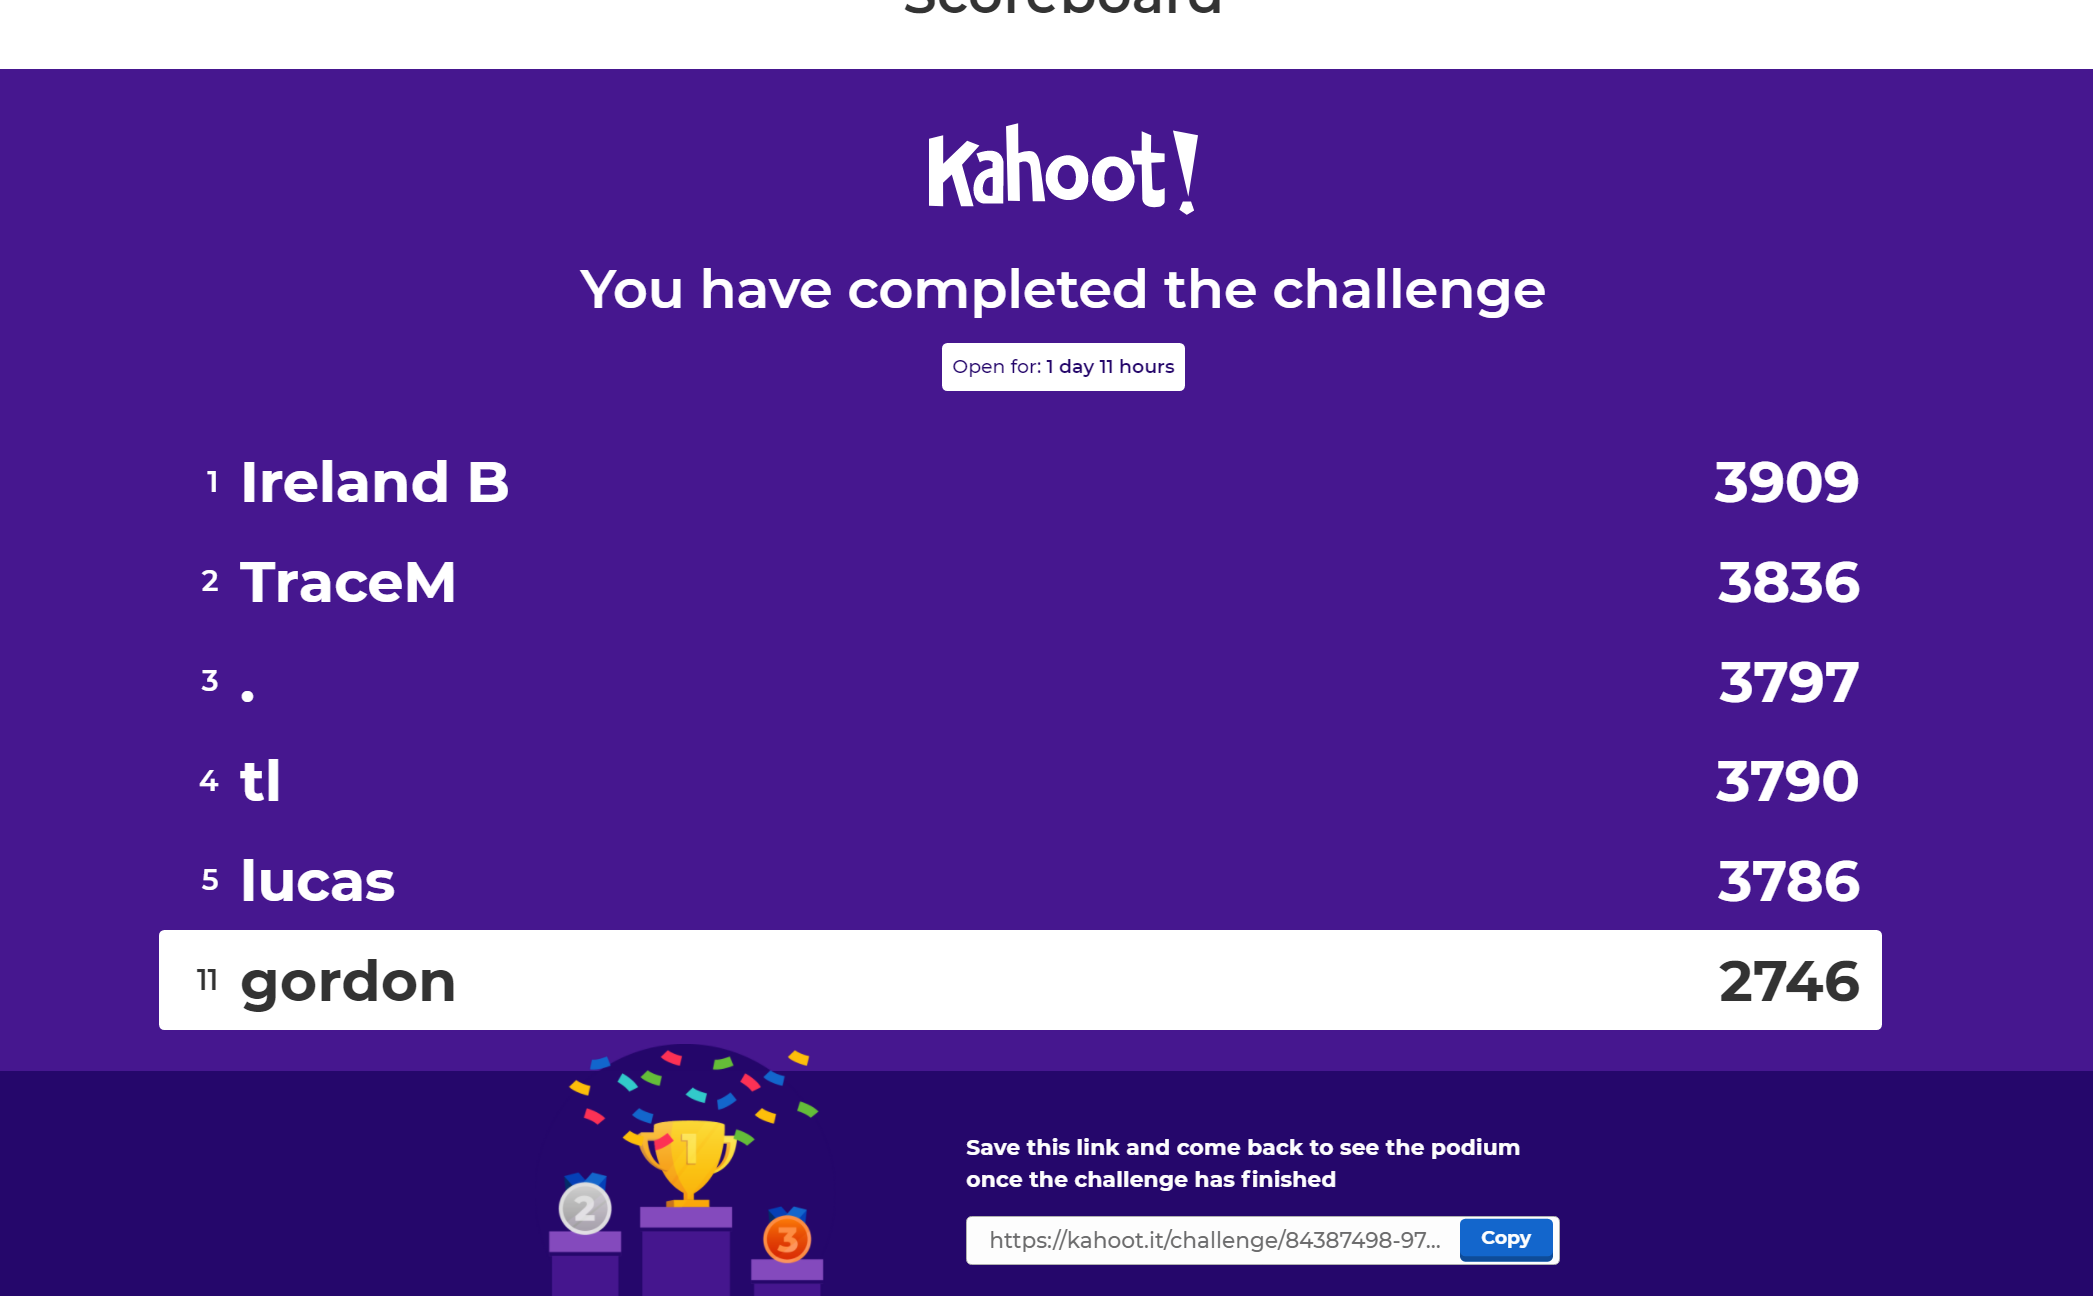 Scoreboard
Kahoot!
You have completed the challenge
Open for: 1 day 11 hours
1 Ireland B 3909
2 TraceM 3836
3 . 3797
4 tl 3790
5 lucas 3786
11 gordon 2746
1
2
3
Save this link and come back to see the podium
once the challenge has finished
https://kahoot.it/challenge/84387498-97... Copy